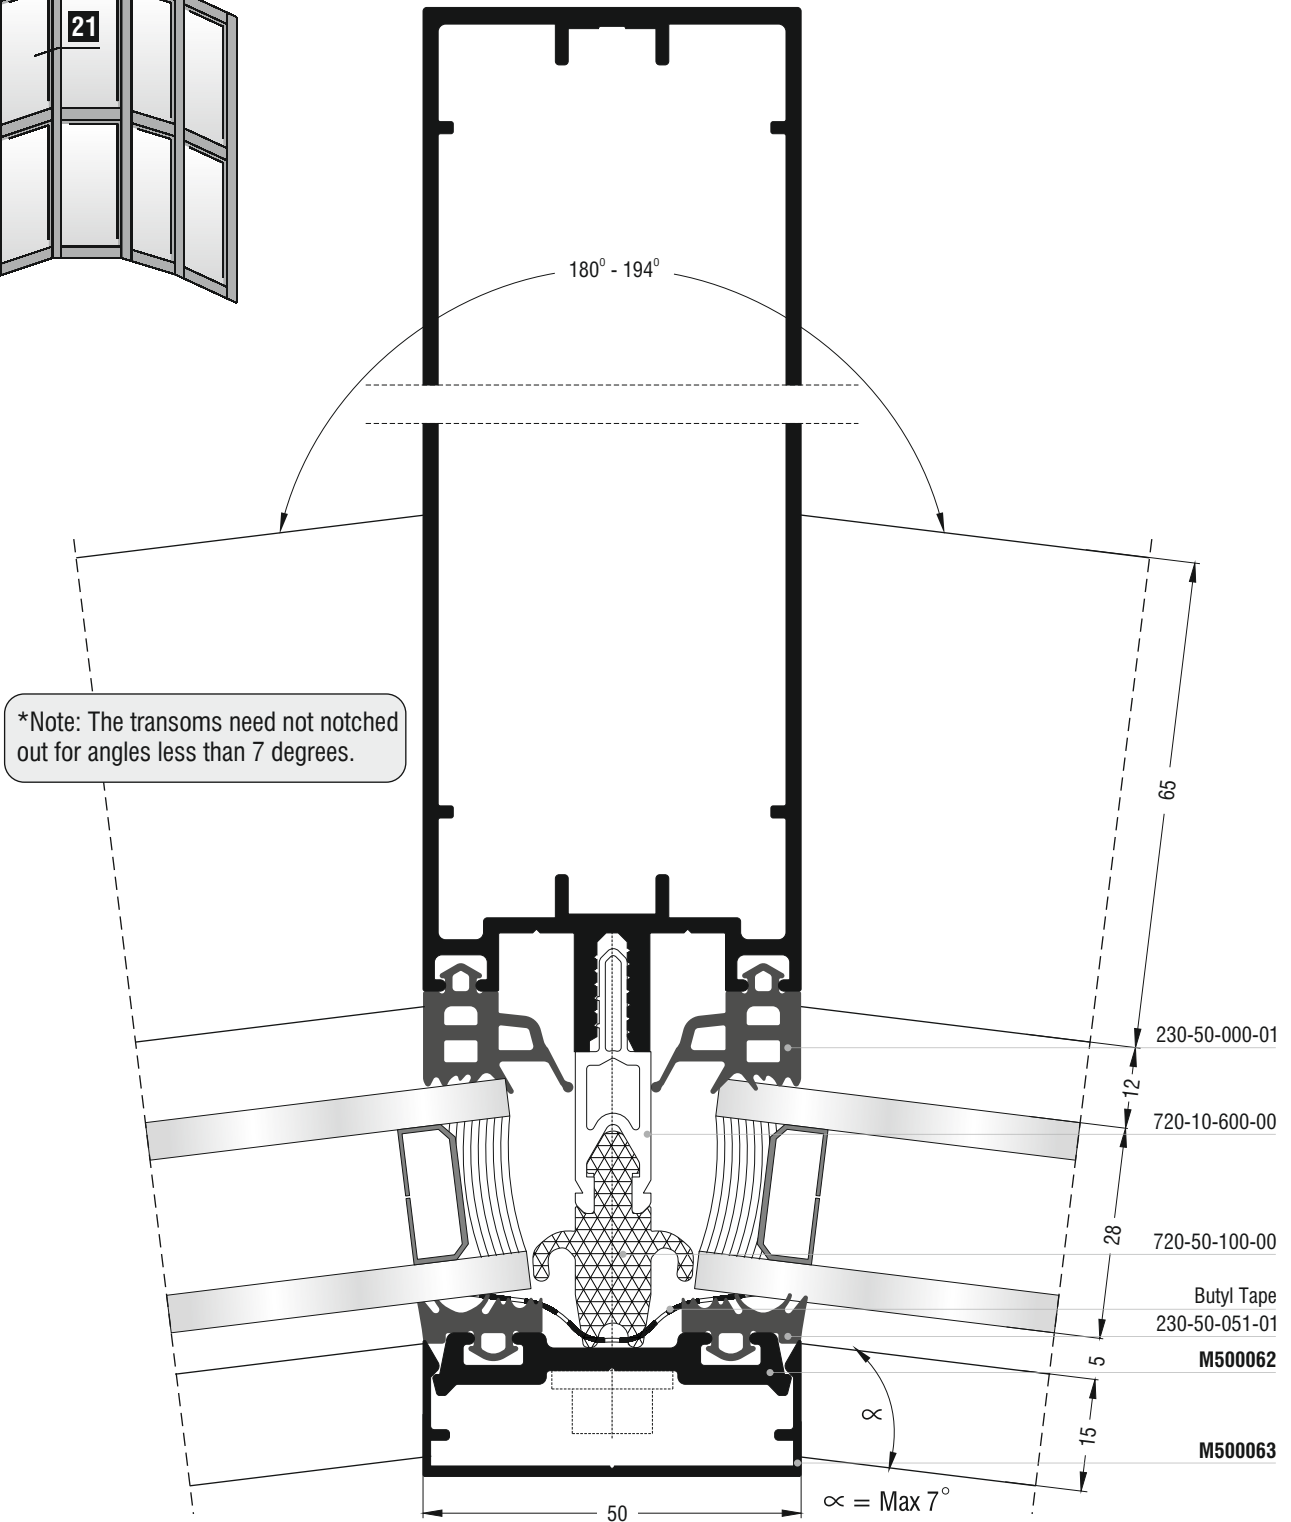 21
180⁰ - 194⁰
*Note: The transoms need not notched
out for angles less than 7 degrees.
65
230-50-000-01
12
720-10-600-00
28
720-50-100-00
Butyl Tape
230-50-051-01
5
M500062
∝
15
M500063
∝ = Max 7°
50